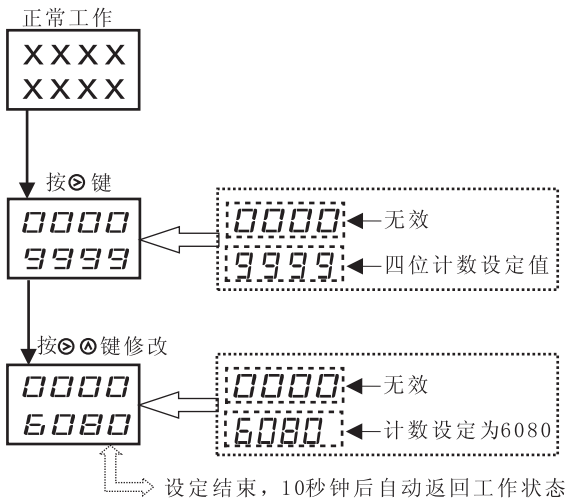 正常工作
XXXX
XXXX
按键
0000
9999
0000
无效
9999
四位计数设定值
按键修改
0000
6080
0000
无效
6080
计数设定为6080
设定结束，10秒钟后自动返回工作状态